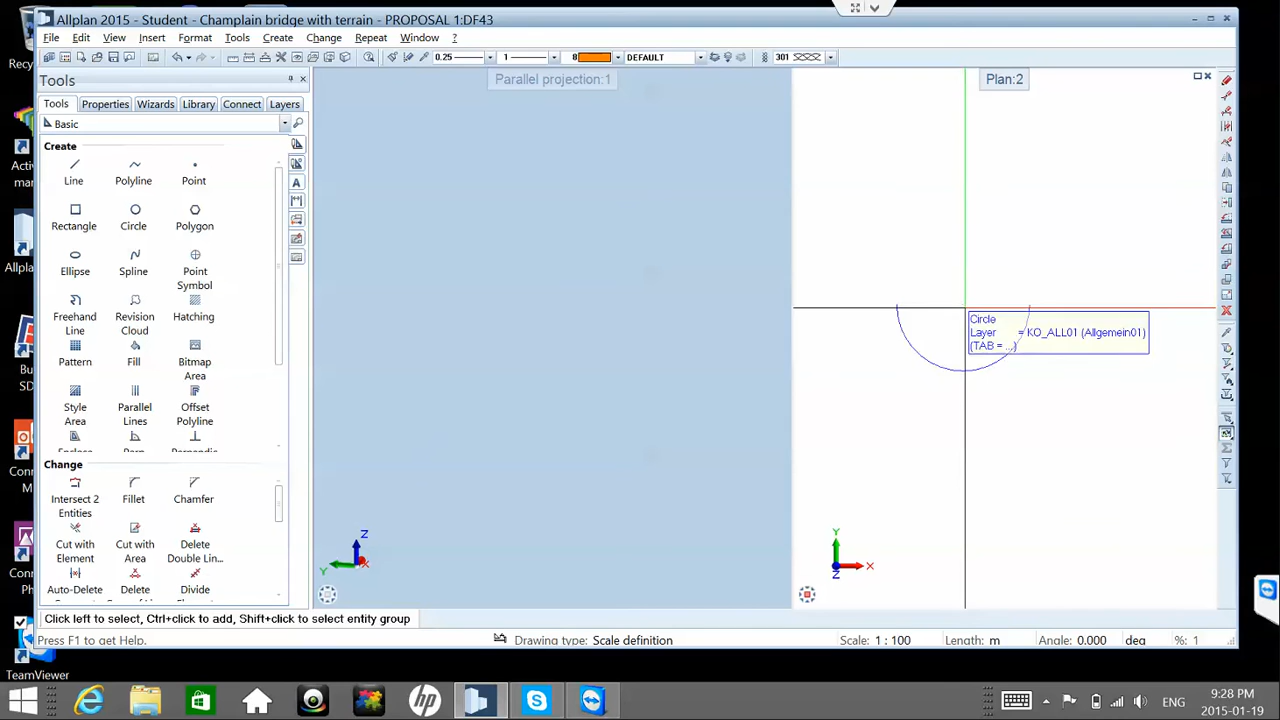 Allplan 2015 - Student - Champlain bridge with terrain - PROPOSAL 1:DF43
File Edit View Insert Format Tools Create Change Repeat Window ?
0.25 1 8 DEFAULT 301
Tools
Parallel projection:1
Plan:2
Tools Properties Wizards Library Connect Layers
Basic
Create
Line Polyline Point
Rectangle Circle Polygon
Ellipse Spline Point
Symbol
Freehand Revision Hatching
Line Cloud
Pattern Fill Bitmap
Area
Style Parallel Offset
Area Lines Polyline
Circle
Layer = KO_ALL01 (Allgemein01)
(TAB = ...)
Change
Intersect 2 Fillet Chamfer
Entities
Cut with Cut with Delete
Element Area Double Lin...
Auto-Delete Delete Divide
Z
Y X
Y
X
Z
Click left to select, Ctrl+click to add, Shift+click to select entity group
Press F1 to get Help.
Drawing type: Scale definition
Scale: 1 : 100 Length: m Angle: 0.000 deg %: 1
TeamViewer
hp
ENG
9:28 PM
2015-01-19